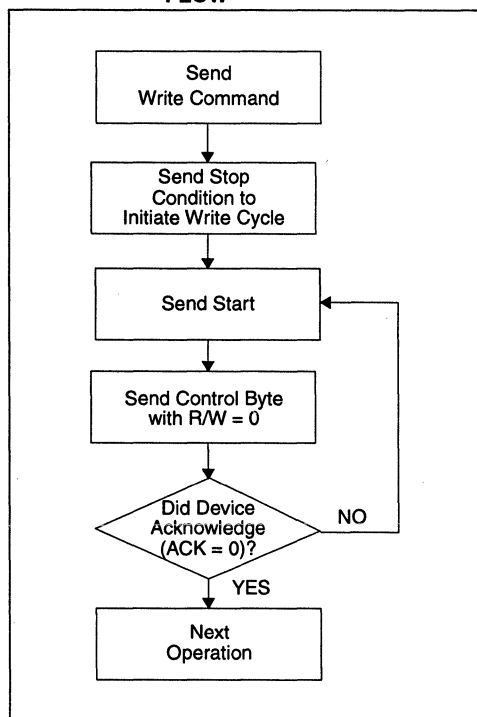 FLOW
Send
Write Command
Send Stop
Condition to
Initiate Write Cycle
Send Start
Send Control Byte
with R/W = 0
Did Device
Acknowledge
(ACK = 0)?
NO
YES
Next
Operation